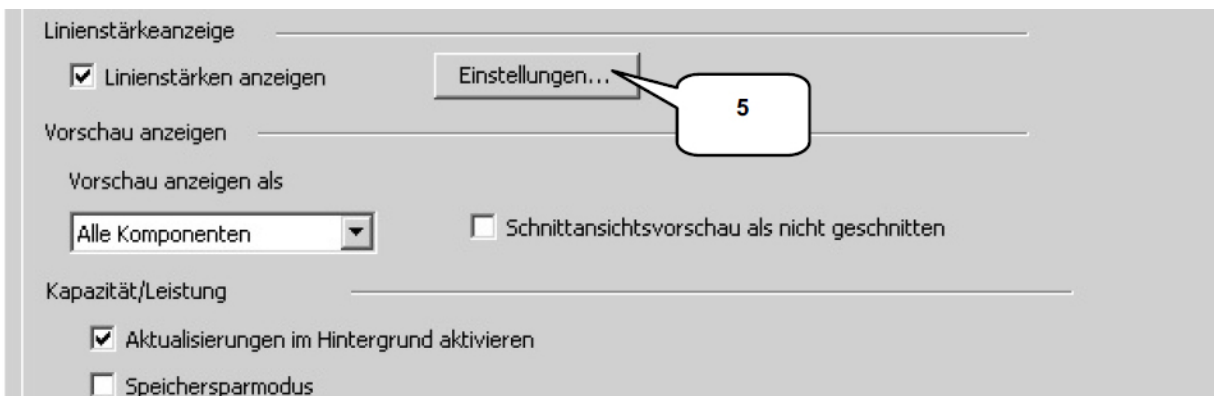 Linienstärkeanzeige
Linienstärken anzeigen
Einstellungen...
5
Vorschau anzeigen
Vorschau anzeigen als
Alle Komponenten
Schnittansichtsvorschau als nicht geschnitten
Kapazität/Leistung
Aktualisierungen im Hintergrund aktivieren
Speichersparmodus